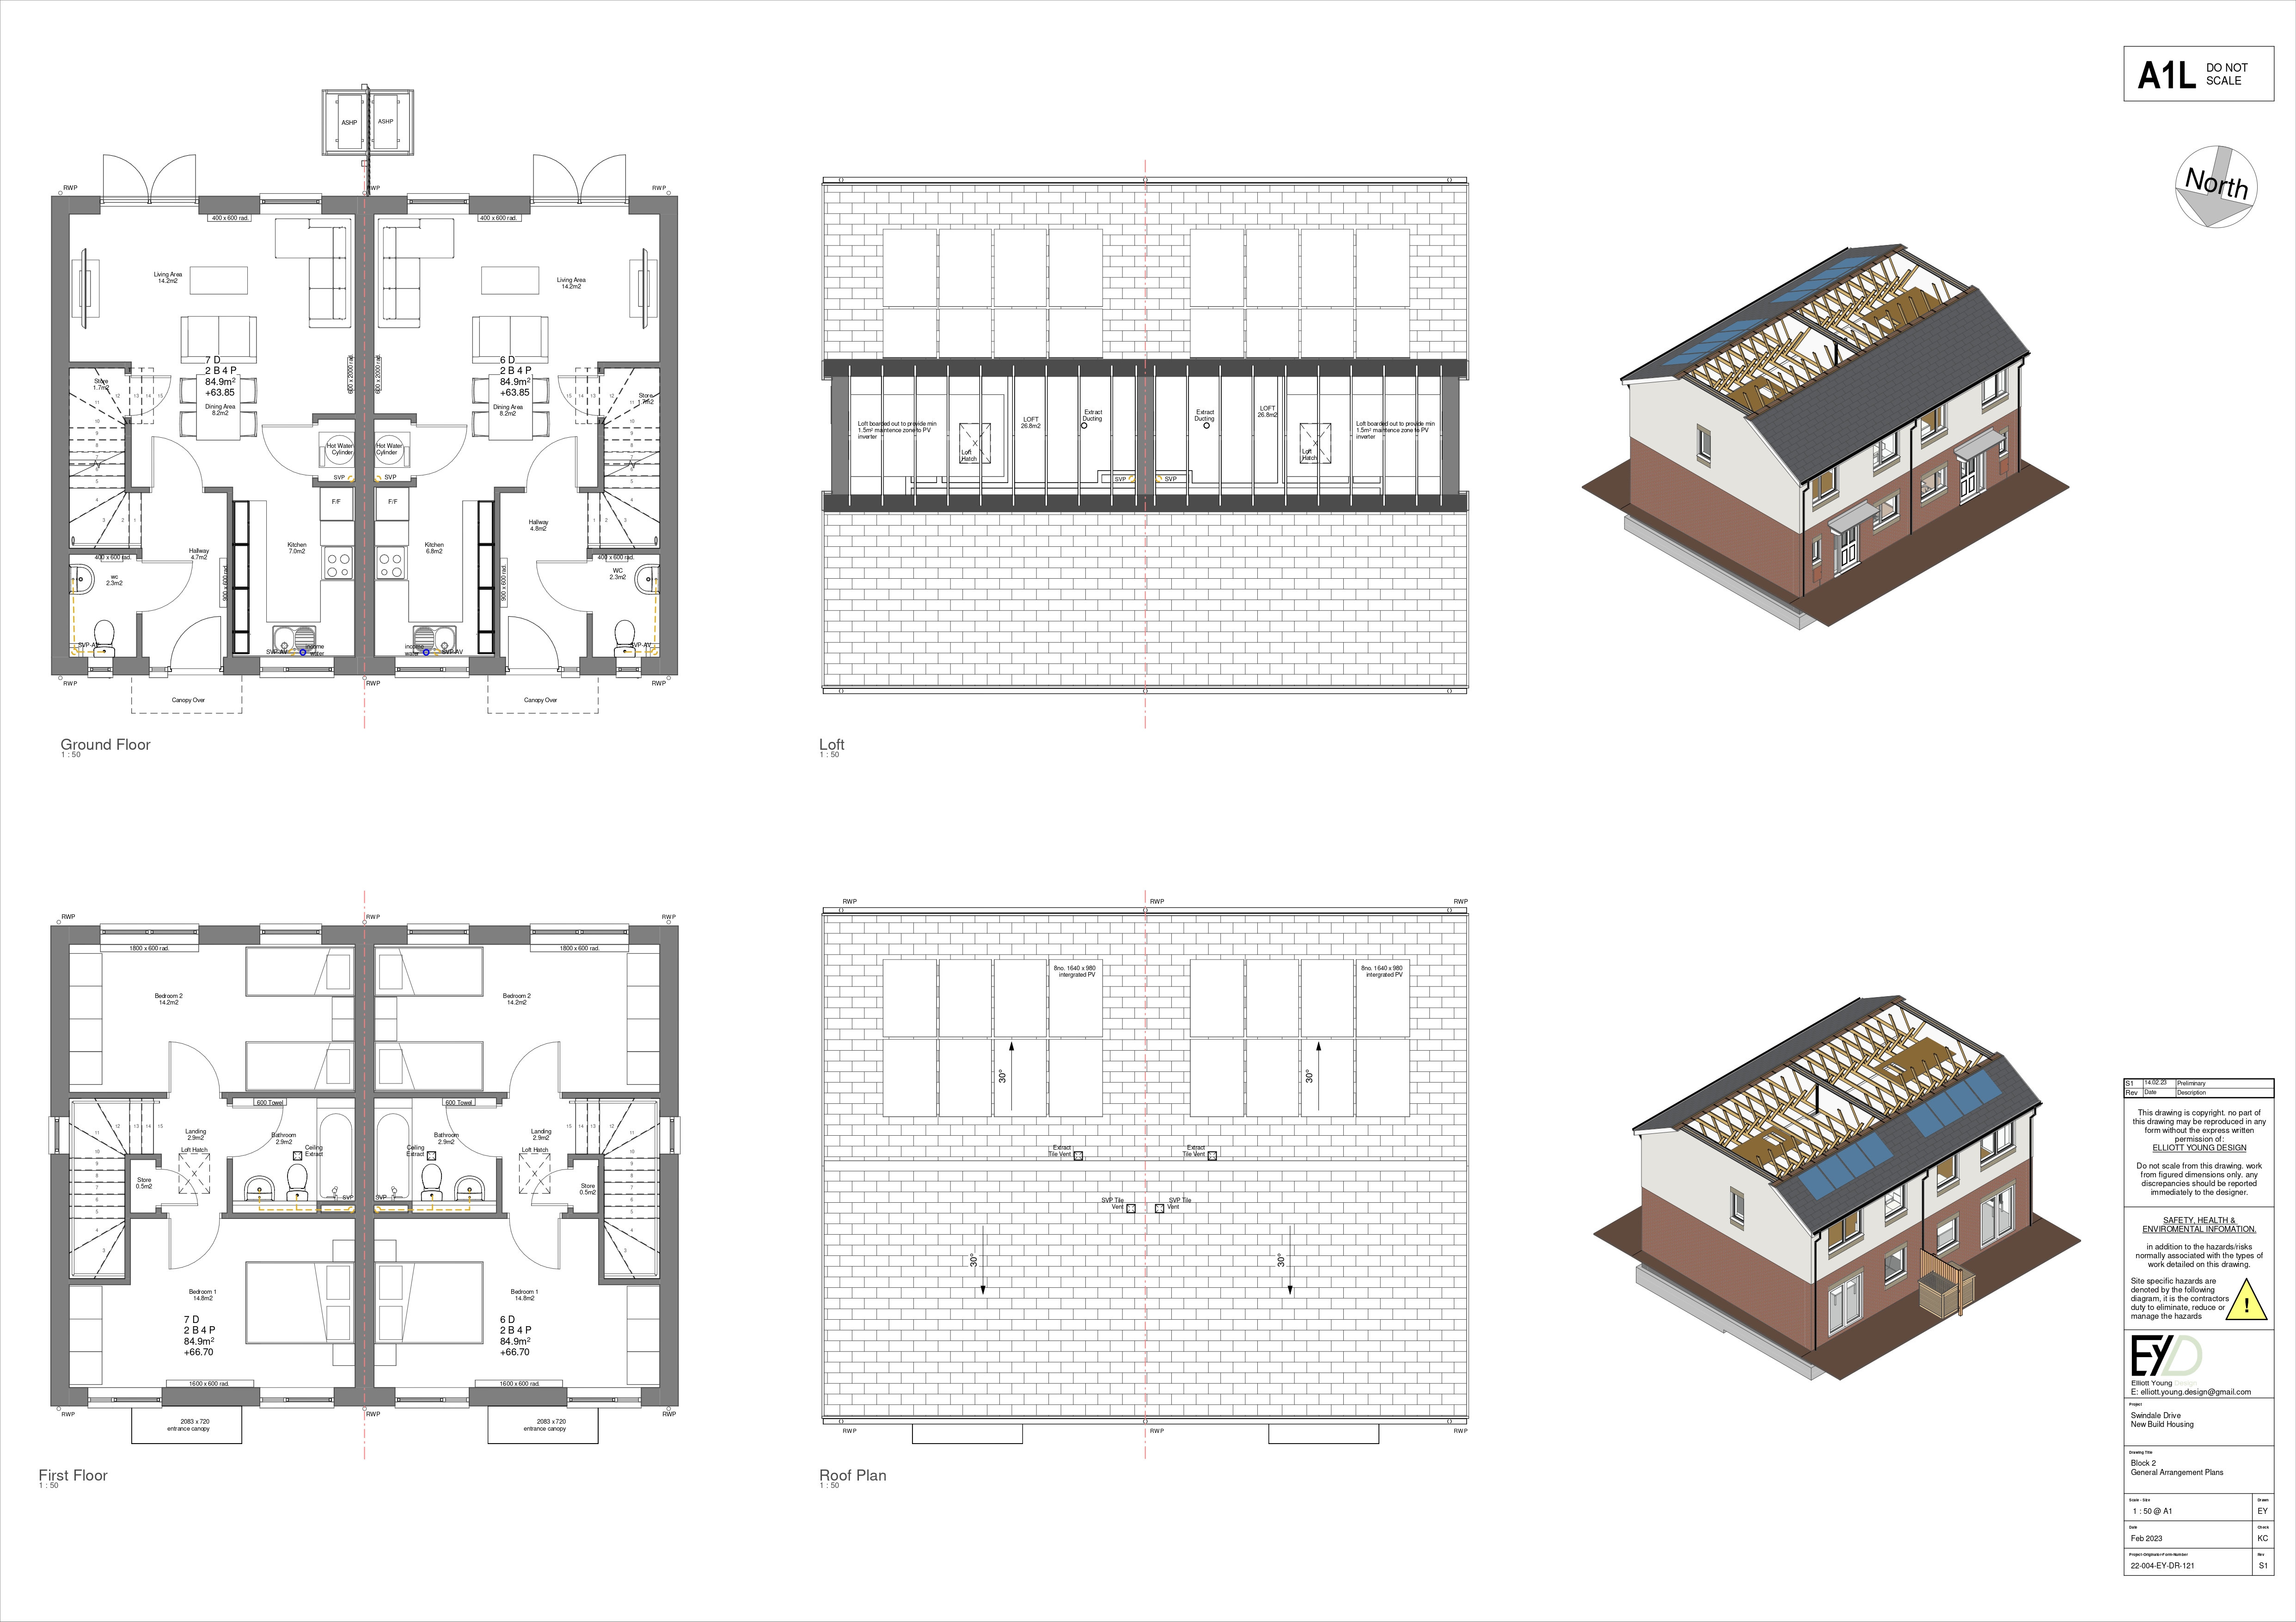 A1L
DO NOT
SCALE
North
ASHP
ASHP
RWP
RWP
RWP
400 x 600 rad.
400 x 600 rad.
Living Area
14.2m2
Living Area
14.2m2
7 D
2 B 4 P
84.9m²
+63.85
Dining Area
8.2m2
6 D
2 B 4 P
84.9m²
+63.85
Dining Area
8.2m2
600 x 2000 rad.
600 x 2000 rad.
Store
1.7m2
Store
1.7m2
Hot Water
Cylinder
Hot Water
Cylinder
SVP
SVP
F/F
F/F
Hallway
4.7m2
Hallway
4.8m2
Kitchen
7.0m2
Kitchen
6.8m2
400 x 600 rad.
400 x 600 rad.
WC
2.3m2
WC
2.3m2
900 x 600 rad.
900 x 600 rad.
SVP-AV
SVP-AV
income
water
income
water
SVP-AV
SVP-AV
RWP
RWP
RWP
Canopy Over
Canopy Over
Ground Floor
1 : 50
Loft boarded out to provide min
1.5m² maintence zone to PV
inverter
Loft
Hatch
LOFT
26.8m2
Extract
Ducting
Extract
Ducting
LOFT
26.8m2
Loft
Hatch
Loft boarded out to provide min
1.5m² maintence zone to PV
inverter
SVP
SVP
Loft
1 : 50
RWP
RWP
RWP
1800 x 600 rad.
1800 x 600 rad.
Bedroom 2
14.2m2
Bedroom 2
14.2m2
600 Towel
600 Towel
Landing
2.9m2
Loft Hatch
Bathroom
2.9m2
Ceiling
Extract
Bathroom
2.9m2
Ceiling
Extract
Landing
2.9m2
Loft Hatch
Store
0.5m2
Store
0.5m2
SVP
SVP
Bedroom 1
14.8m2
7 D
2 B 4 P
84.9m²
+66.70
Bedroom 1
14.8m2
6 D
2 B 4 P
84.9m²
+66.70
1600 x 600 rad.
1600 x 600 rad.
RWP
RWP
RWP
2083 x 720
entrance canopy
2083 x 720
entrance canopy
First Floor
1 : 50
RWP
RWP
RWP
8no. 1640 x 980
intergrated PV
8no. 1640 x 980
intergrated PV
30°
30°
Extract
Tile Vent
Extract
Tile Vent
SVP Tile
Vent
SVP Tile
Vent
30°
30°
RWP
RWP
RWP
Roof Plan
1 : 50
S1 14.02.23 Preliminary
Rev Date Description
This drawing is copyright. no part of
this drawing may be reproduced in any
form without the express written
permission of:
ELLIOTT YOUNG DESIGN
Do not scale from this drawing. work
from figured dimensions only. any
discrepancies should be reported
immediately to the designer.
SAFETY, HEALTH &
ENVIROMENTAL INFOMATION.
in addition to the hazards/risks
normally associated with the types of
work detailed on this drawing.
Site specific hazards are
denoted by the following
diagram, it is the contractors
duty to eliminate, reduce or
manage the hazards
!
EYD
Elliott Young Design
E: elliott.young.design@gmail.com
Project
Swindale Drive
New Build Housing
Drawing Title
Block 2
General Arrangement Plans
Scale - Size
1 : 50 @ A1
Drawn
EY
Date
Feb 2023
Check
KC
Project-Originator-Form-Number
22-004-EY-DR-121
Rev
S1